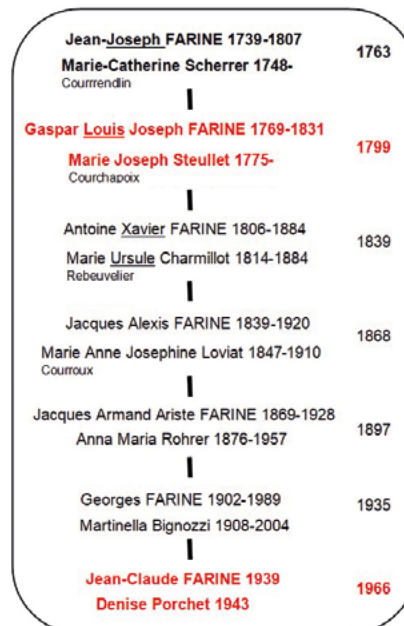 Jean-Joseph FARINE 1739-1807
1763
Marie-Catherine Scherrer 1748-
Courrrendlin
Gaspar Louis Joseph FARINE 1769-1831
1799
Marie Joseph Steullet 1775-
Courchapoix
Antoine Xavier FARINE 1806-1884
1839
Marie Ursule Charmillot 1814-1884
Rebeuvelier
Jacques Alexis FARINE 1839-1920
1868
Marie Anne Josephine Loviat 1847-1910
Courroux
Jacques Armand Ariste FARINE 1869-1928
1897
Anna Maria Rohrer 1876-1957
Georges FARINE 1902-1989
1935
Martinella Bignozzi 1908-2004
Jean-Claude FARINE 1939
1966
Denise Porchet 1943